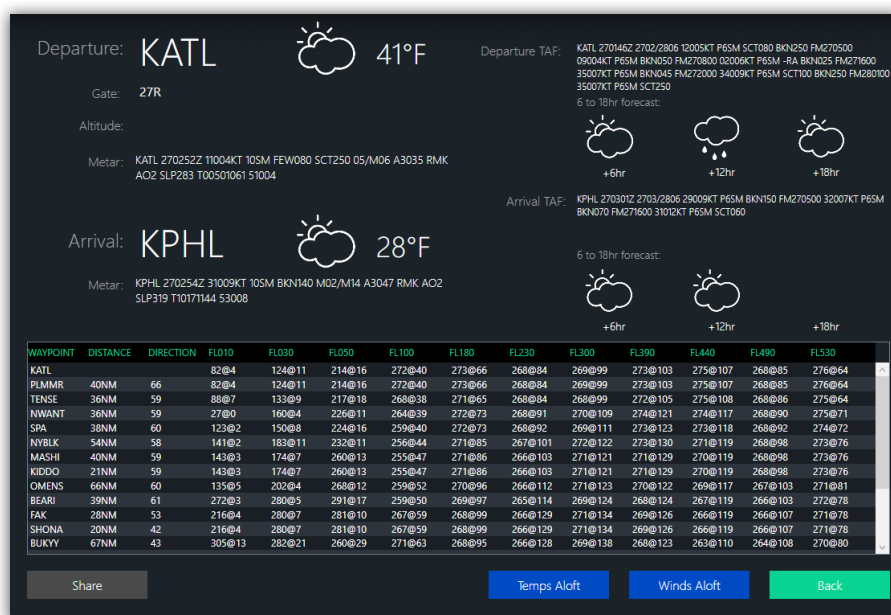 Departure: KATL 41°F
Gate: 27R
Altitude:
Metar: KATL 270252Z 11004KT 10SM FEW080 SCT250 05/M06 A3035 RMK
AO2 SLP283 T00501061 51004
Departure TAF: KATL 270146Z 2702/2806 12005KT P6SM SCT080 BKN250 FM270500
09004KT P6SM BKN050 FM270800 02006KT P6SM -RA BKN025 FM271600
35007KT P6SM BKN045 FM272000 34009KT P6SM SCT100 BKN250 FM280100
35007KT P6SM SCT250
6 to 18hr forecast:
+6hr +12hr +18hr
Arrival: KPHL 28°F
Metar: KPHL 270254Z 31009KT 10SM BKN140 M02/M14 A3047 RMK AO2
SLP319 T10171144 53008
Arrival TAF: KPHL 270301Z 2703/2806 29009KT P6SM BKN150 FM270500 32007KT P6SM
BKN070 FM271600 31012KT P6SM SCT060
6 to 18hr forecast:
+6hr +12hr +18hr
WAYPOINT DISTANCE DIRECTION FL010 FL030 FL050 FL100 FL180 FL230 FL300 FL390 FL440 FL490 FL530
KATL 82@4 124@11 214@16 272@40 273@66 268@84 269@99 273@103 275@107 268@85 276@64
PLMMR 40NM 66 82@4 124@11 214@16 272@40 273@66 268@84 269@99 273@103 275@107 268@85 276@64
TENSE 36NM 59 88@7 133@9 217@18 268@38 271@65 268@84 268@99 272@105 275@108 268@86 275@64
NWANT 36NM 59 27@0 160@4 226@11 264@39 272@73 268@91 270@109 274@121 274@117 268@90 275@71
SPA 38NM 60 123@2 150@8 224@16 259@40 272@73 268@92 269@111 273@123 273@118 268@92 274@72
NYBLK 54NM 58 141@2 183@11 232@11 256@44 271@85 267@101 272@122 273@130 271@119 268@98 273@76
MASHI 40NM 59 143@3 174@7 260@13 255@47 271@86 266@103 271@121 271@129 270@119 268@98 273@76
KIDDO 21NM 59 143@3 174@7 260@13 255@47 271@86 266@103 271@121 271@129 270@119 268@98 273@76
OMENS 66NM 60 135@5 202@4 268@12 259@52 270@96 266@112 271@123 270@122 269@117 267@103 271@81
BEARI 39NM 61 272@3 280@5 291@17 259@50 269@97 265@114 269@124 268@124 267@119 266@103 272@78
FAK 28NM 53 216@4 280@7 281@10 267@59 268@99 266@129 271@134 269@126 266@119 266@107 271@78
SHONA 20NM 42 216@4 280@7 281@10 267@59 268@99 266@129 271@134 269@126 266@119 266@107 271@78
BUKYY 67NM 43 305@13 282@21 260@29 271@63 268@95 266@128 269@138 268@123 263@110 264@108 270@80
Share Temps Aloft Winds Aloft Back